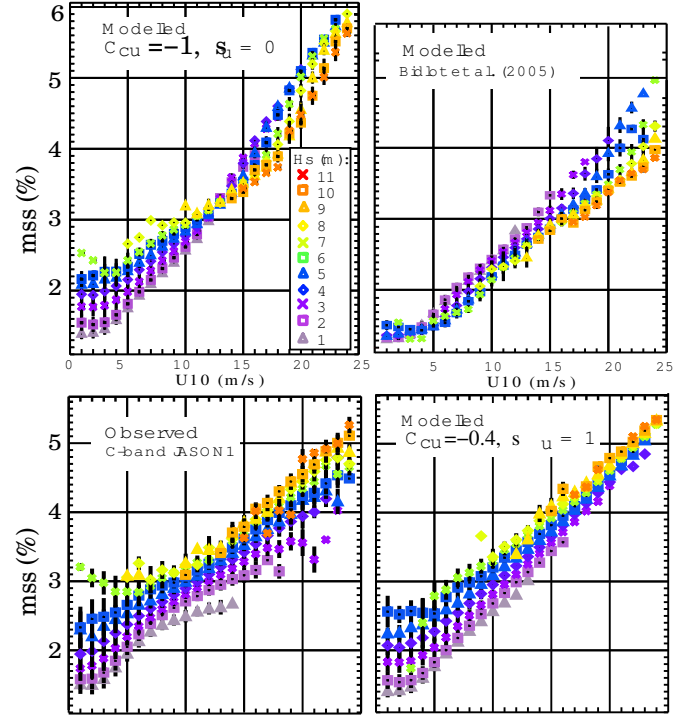 Modelled
Ccu=−1, su = 0
Modelled
Bidlot et al. (2005)
mss (%)
6
5
4
3
2
Hs (m):
11
10
9
8
7
6
5
4
3
2
1
0 5 10 15 20 25
U10 (m/s)
5 10 15 20 25
U10 (m/s)
Observed
C-band JASON1
Modelled
Ccu=−0.4, s u = 1
mss (%)
5
4
3
2